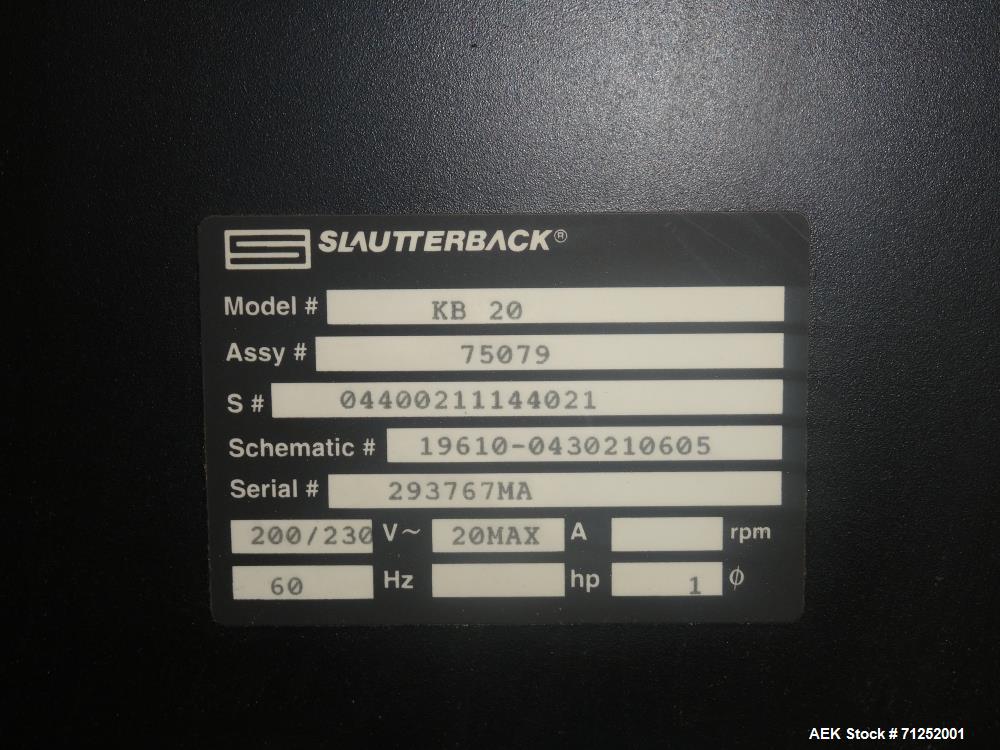 SLAUTTERBACK®
Model # KB 20
Assy # 75079
S # 04400211144021
Schematic # 19610-0430210605
Serial # 293767MA
200/230 V~ 20MAX A rpm
60 Hz hp 1 ϕ
AEK Stock # 71252001